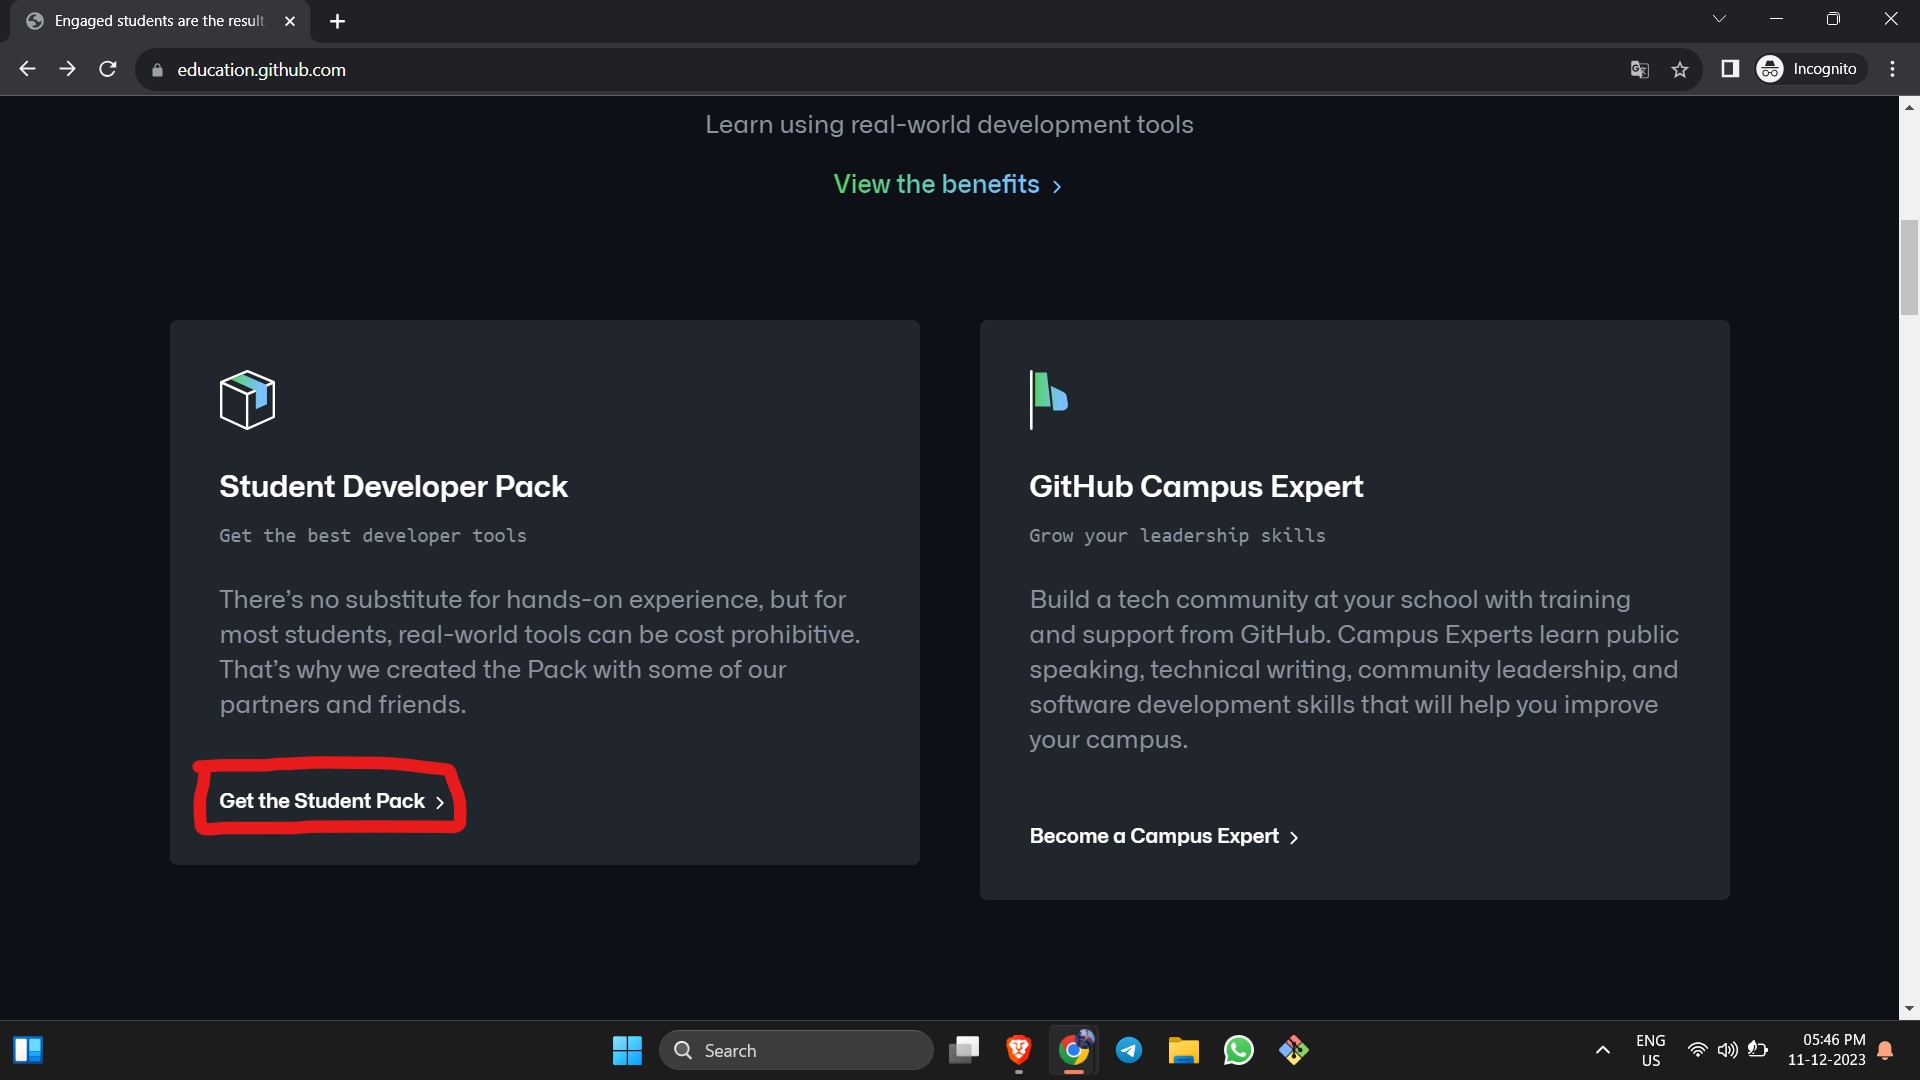 Engaged students are the result
education.github.com
Incognito
Learn using real-world development tools
View the benefits
Student Developer Pack
Get the best developer tools
There's no substitute for hands-on experience, but for
most students, real-world tools can be cost prohibitive.
That's why we created the Pack with some of our
partners and friends.
Get the Student Pack
GitHub Campus Expert
Grow your leadership skills
Build a tech community at your school with training
and support from GitHub. Campus Experts learn public
speaking, technical writing, community leadership, and
software development skills that will help you improve
your campus.
Become a Campus Expert
Search
ENG
US
05:46 PM
11-12-2023